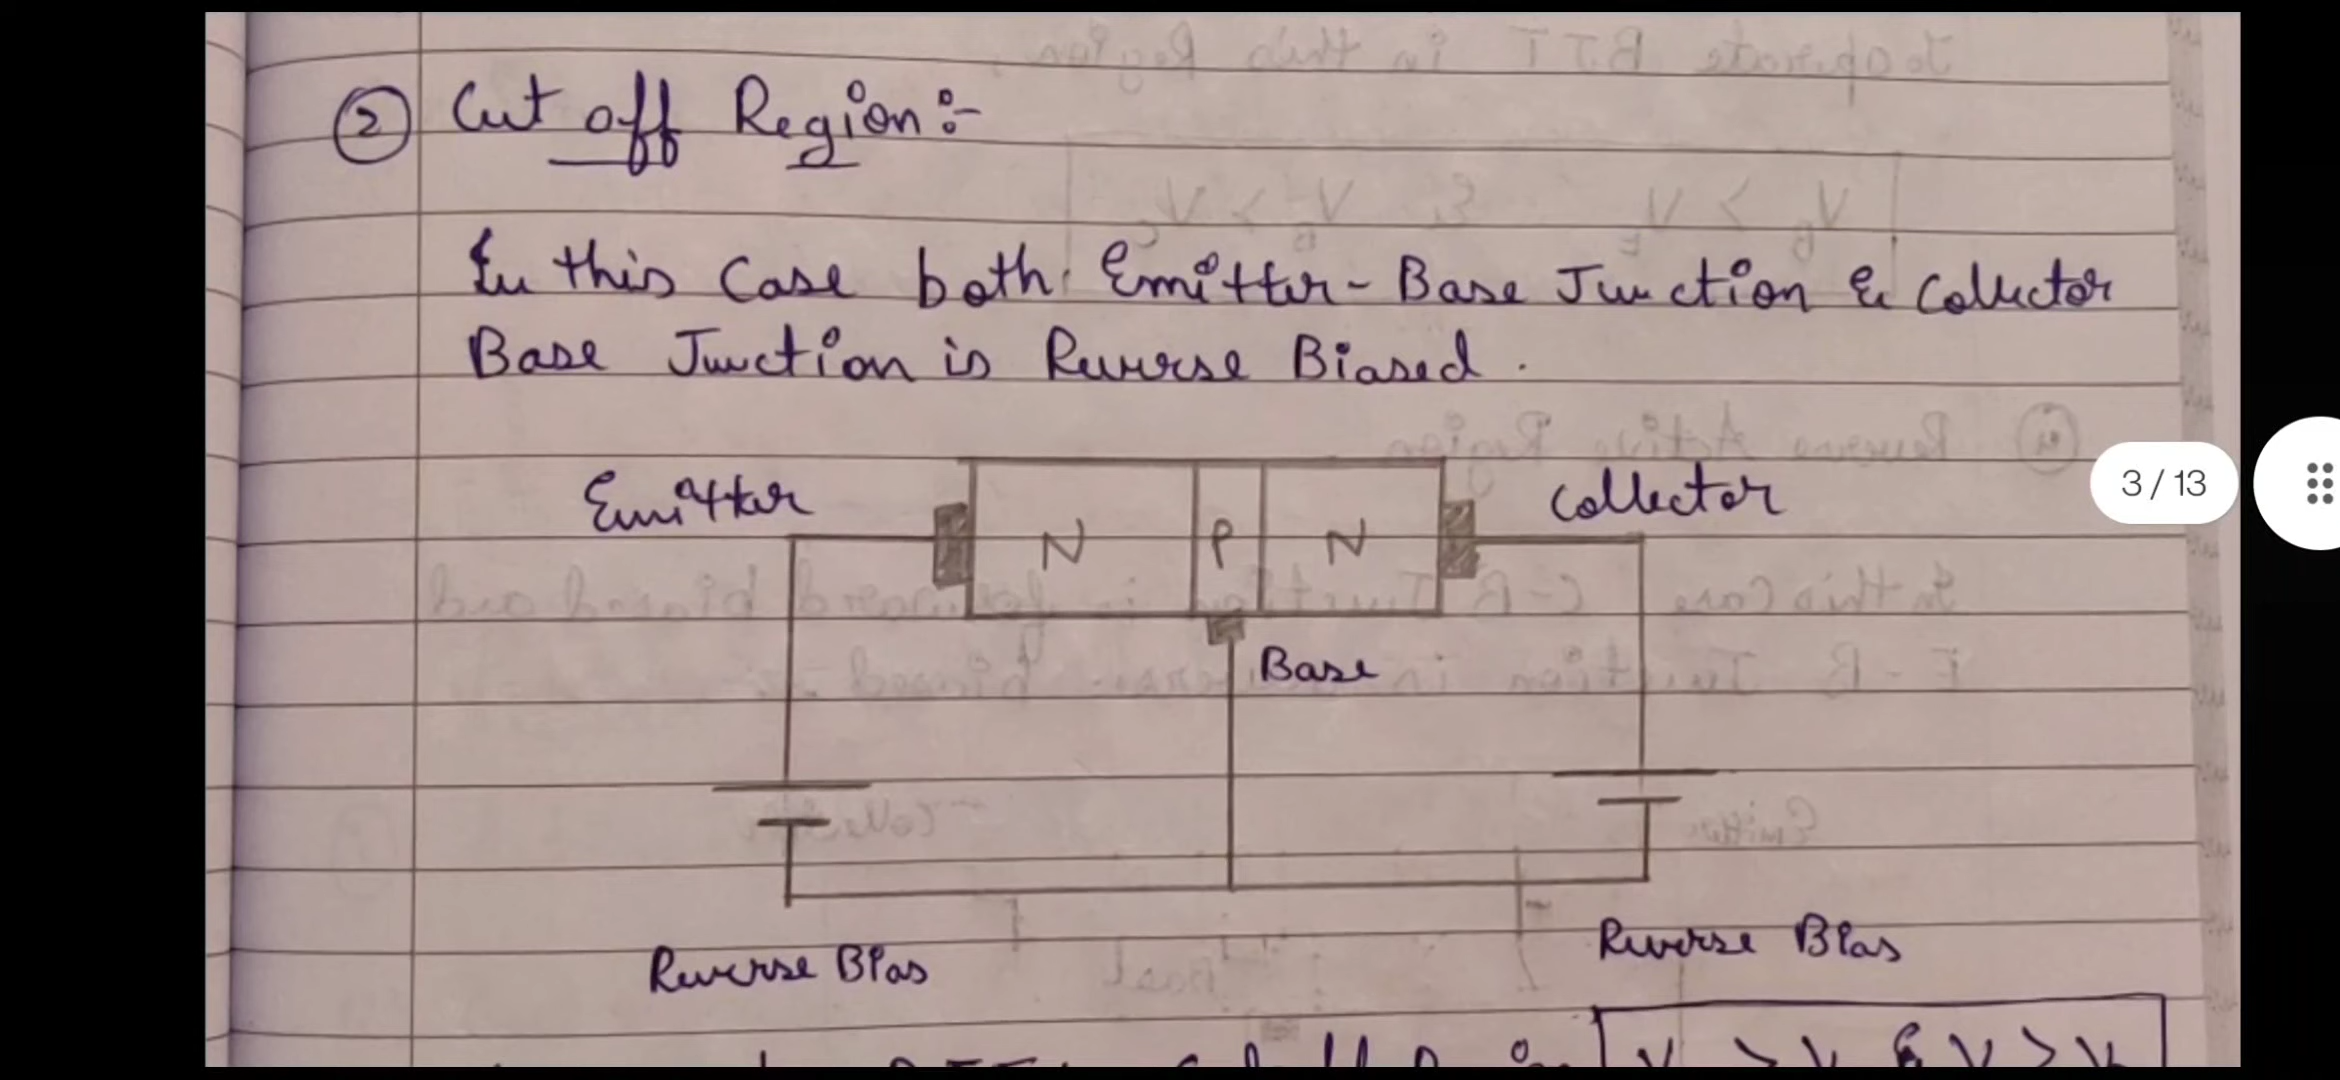 ② Cut off Region:-
In this Case both Emitter-Base Junction & Collector
Base Junction is Reverse Biased.
Emitter
Collector
N P N
Base
3/13
Reverse Bias
Reverse Bias